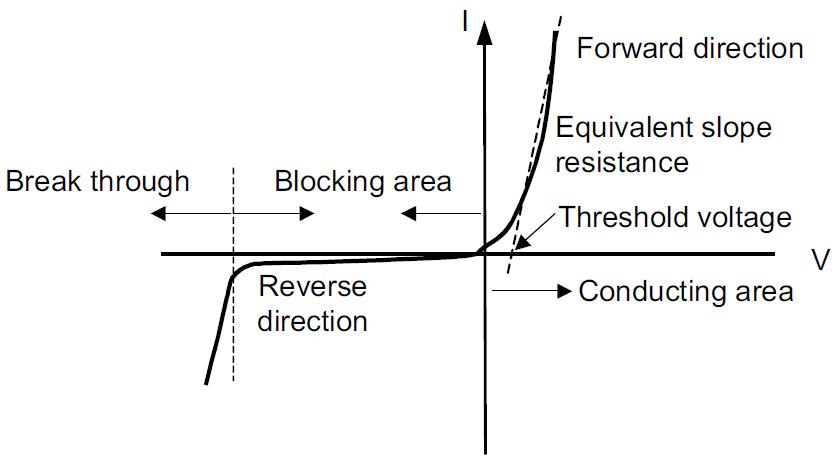 I
Forward direction
Equivalent slope
resistance
Break through
Blocking area
Threshold voltage
V
Reverse
direction
Conducting area